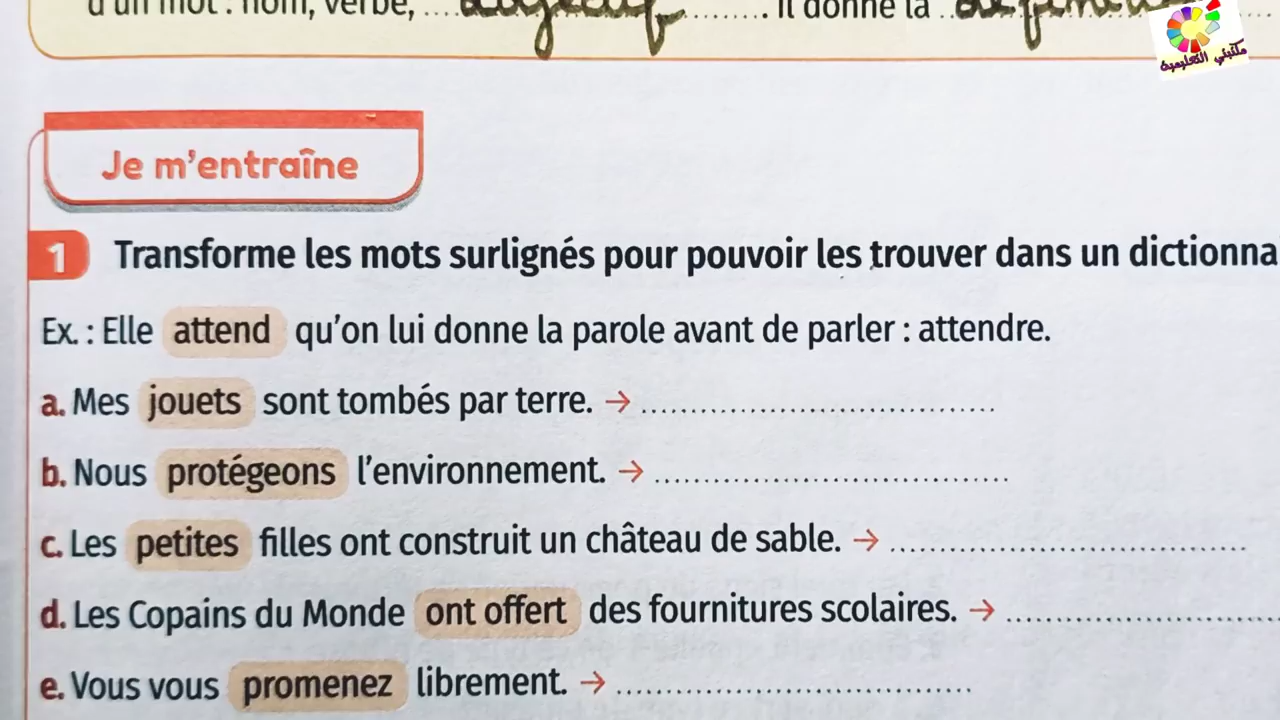 d'un mot : nom, verbe, .... adjectif ......... . Il donne la ..
مكتبتي التعليمية
Je m'entraîne
1 Transforme les mots surlignés pour pouvoir les trouver dans un dictionna
Ex. : Elle attend qu'on lui donne la parole avant de parler : attendre.
a. Mes jouets sont tombés par terre. → ....................................
b. Nous protégeons l'environnement. → ....................................
c. Les petites filles ont construit un château de sable. → ....................................
d. Les Copains du Monde ont offert des fournitures scolaires. → ............................
e. Vous vous promenez librement. → ....................................